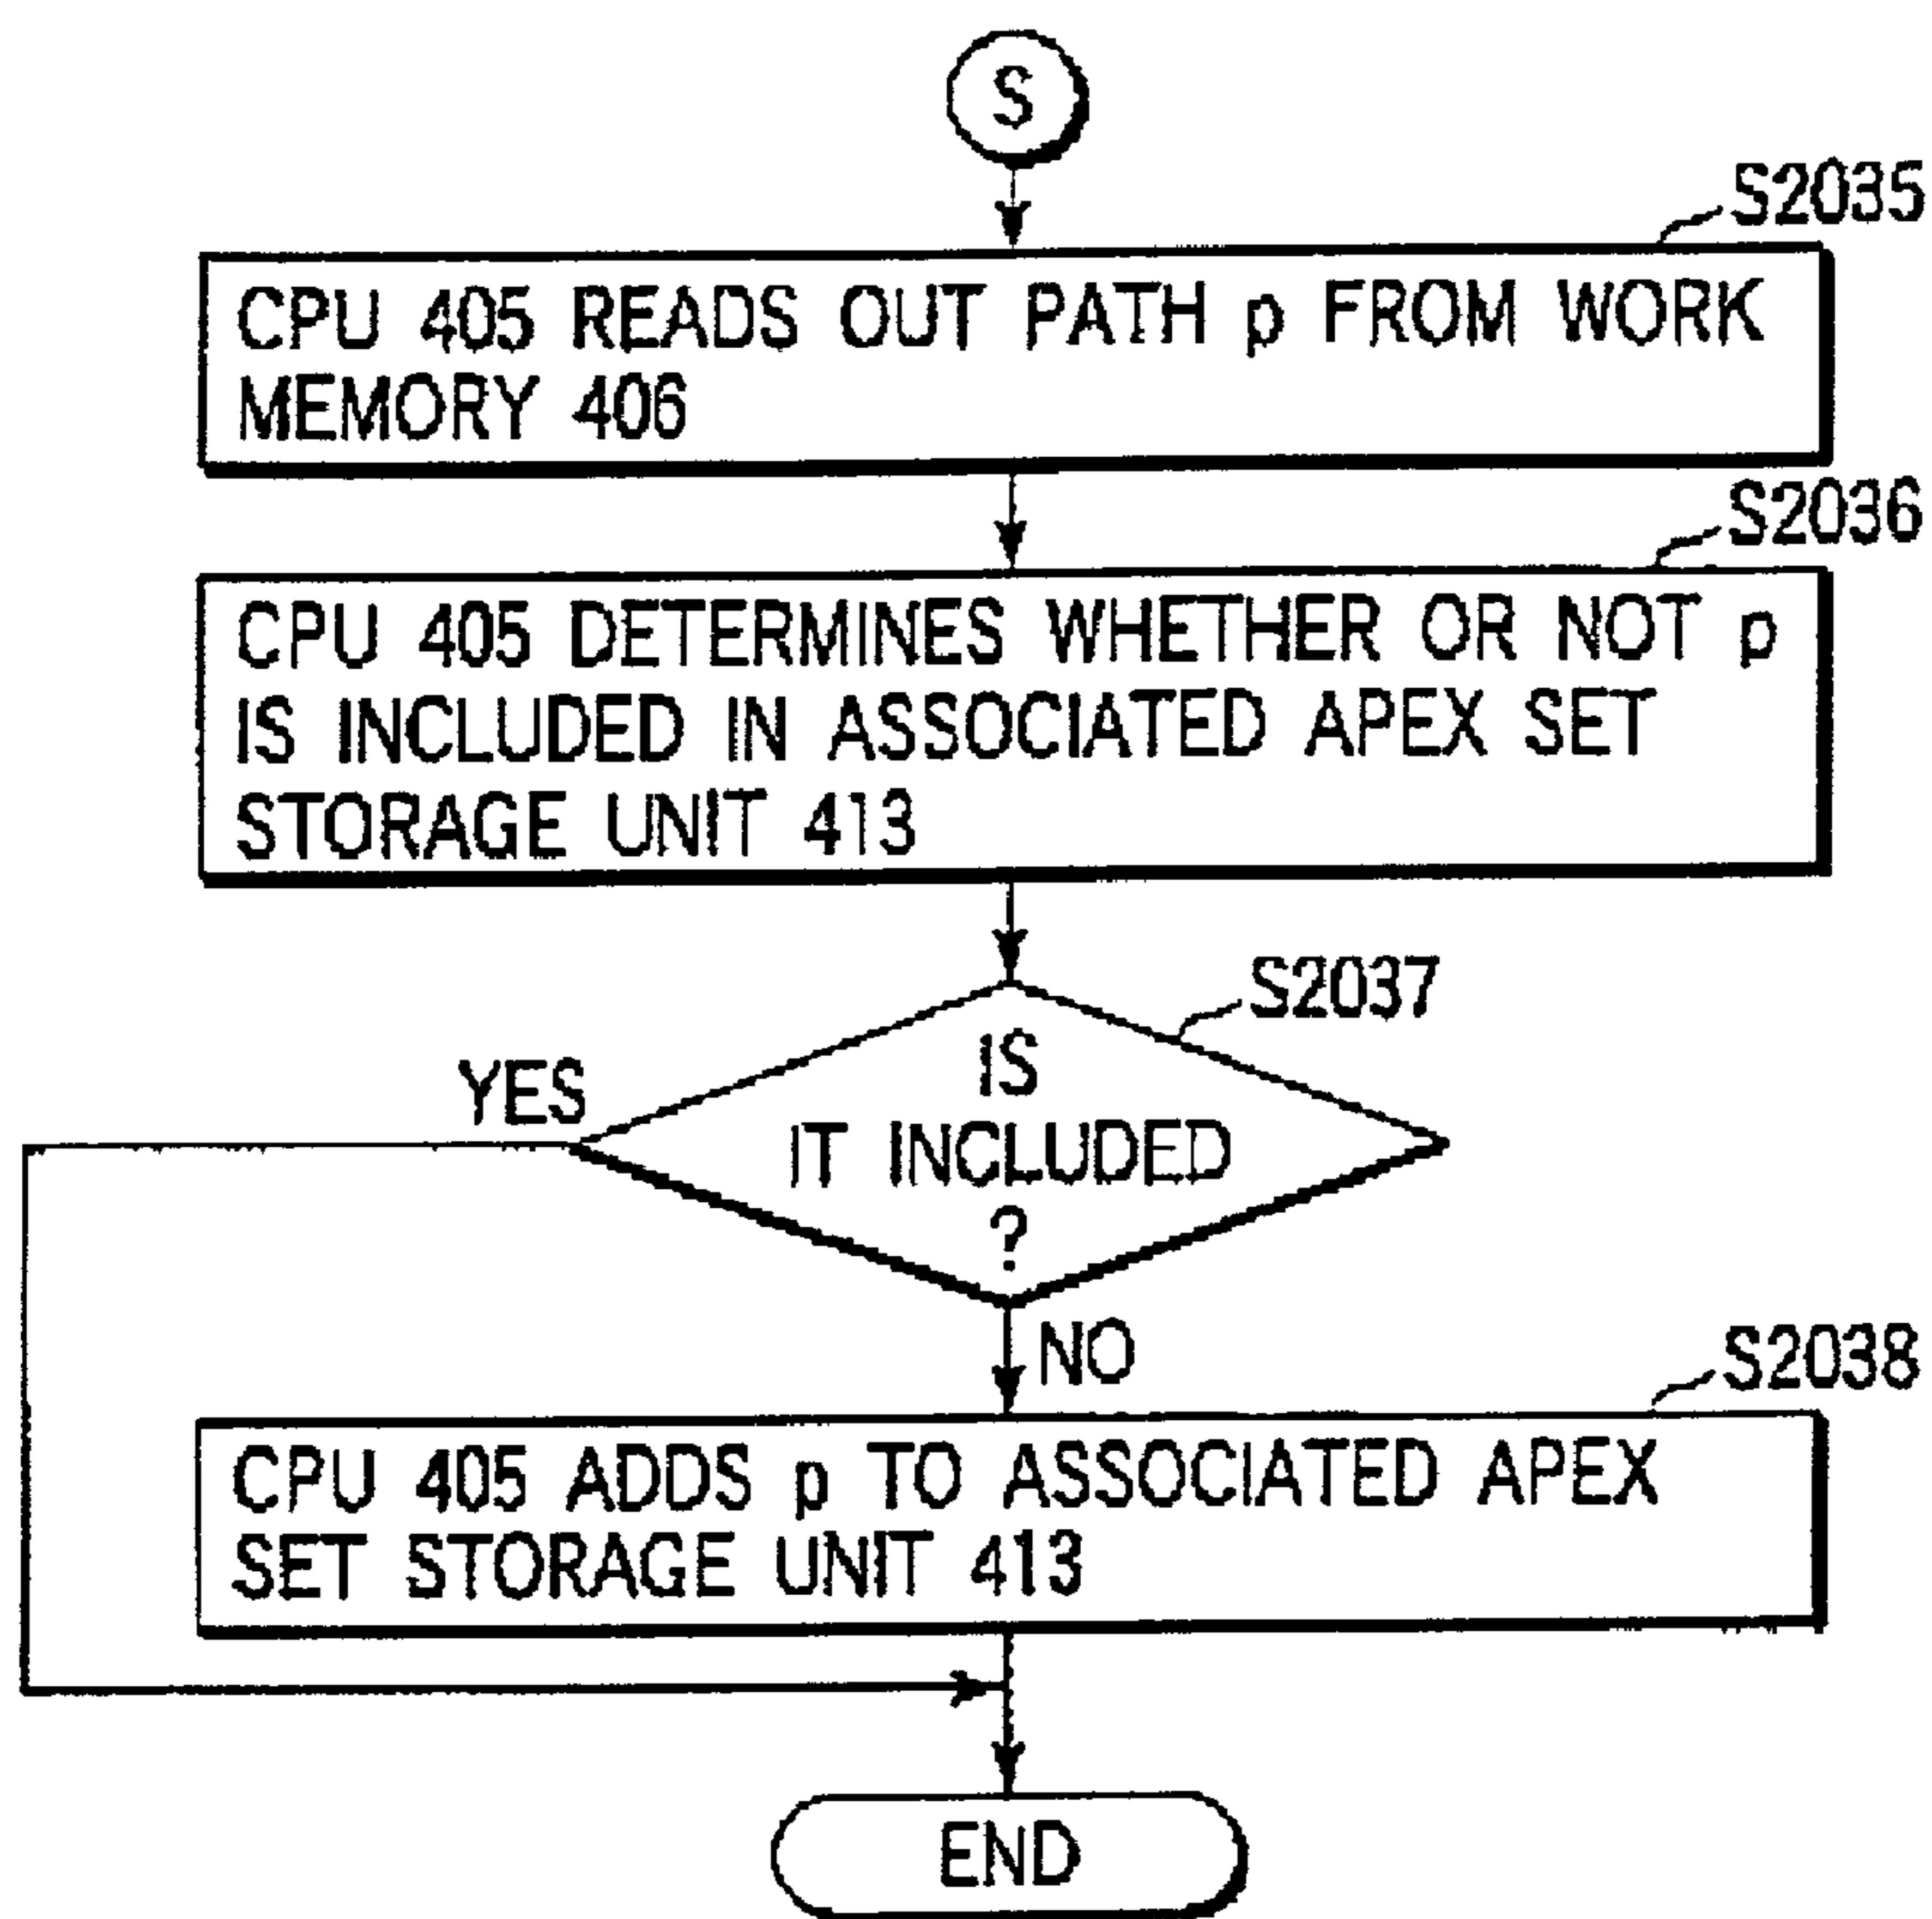 S
S2035
CPU 405 READS OUT PATH p FROM WORK
MEMORY 406
S2036
CPU 405 DETERMINES WHETHER OR NOT p
IS INCLUDED IN ASSOCIATED APEX SET
STORAGE UNIT 413
S2037
YES
IS
IT INCLUDED
?
NO
S2038
CPU 405 ADDS p TO ASSOCIATED APEX
SET STORAGE UNIT 413
END